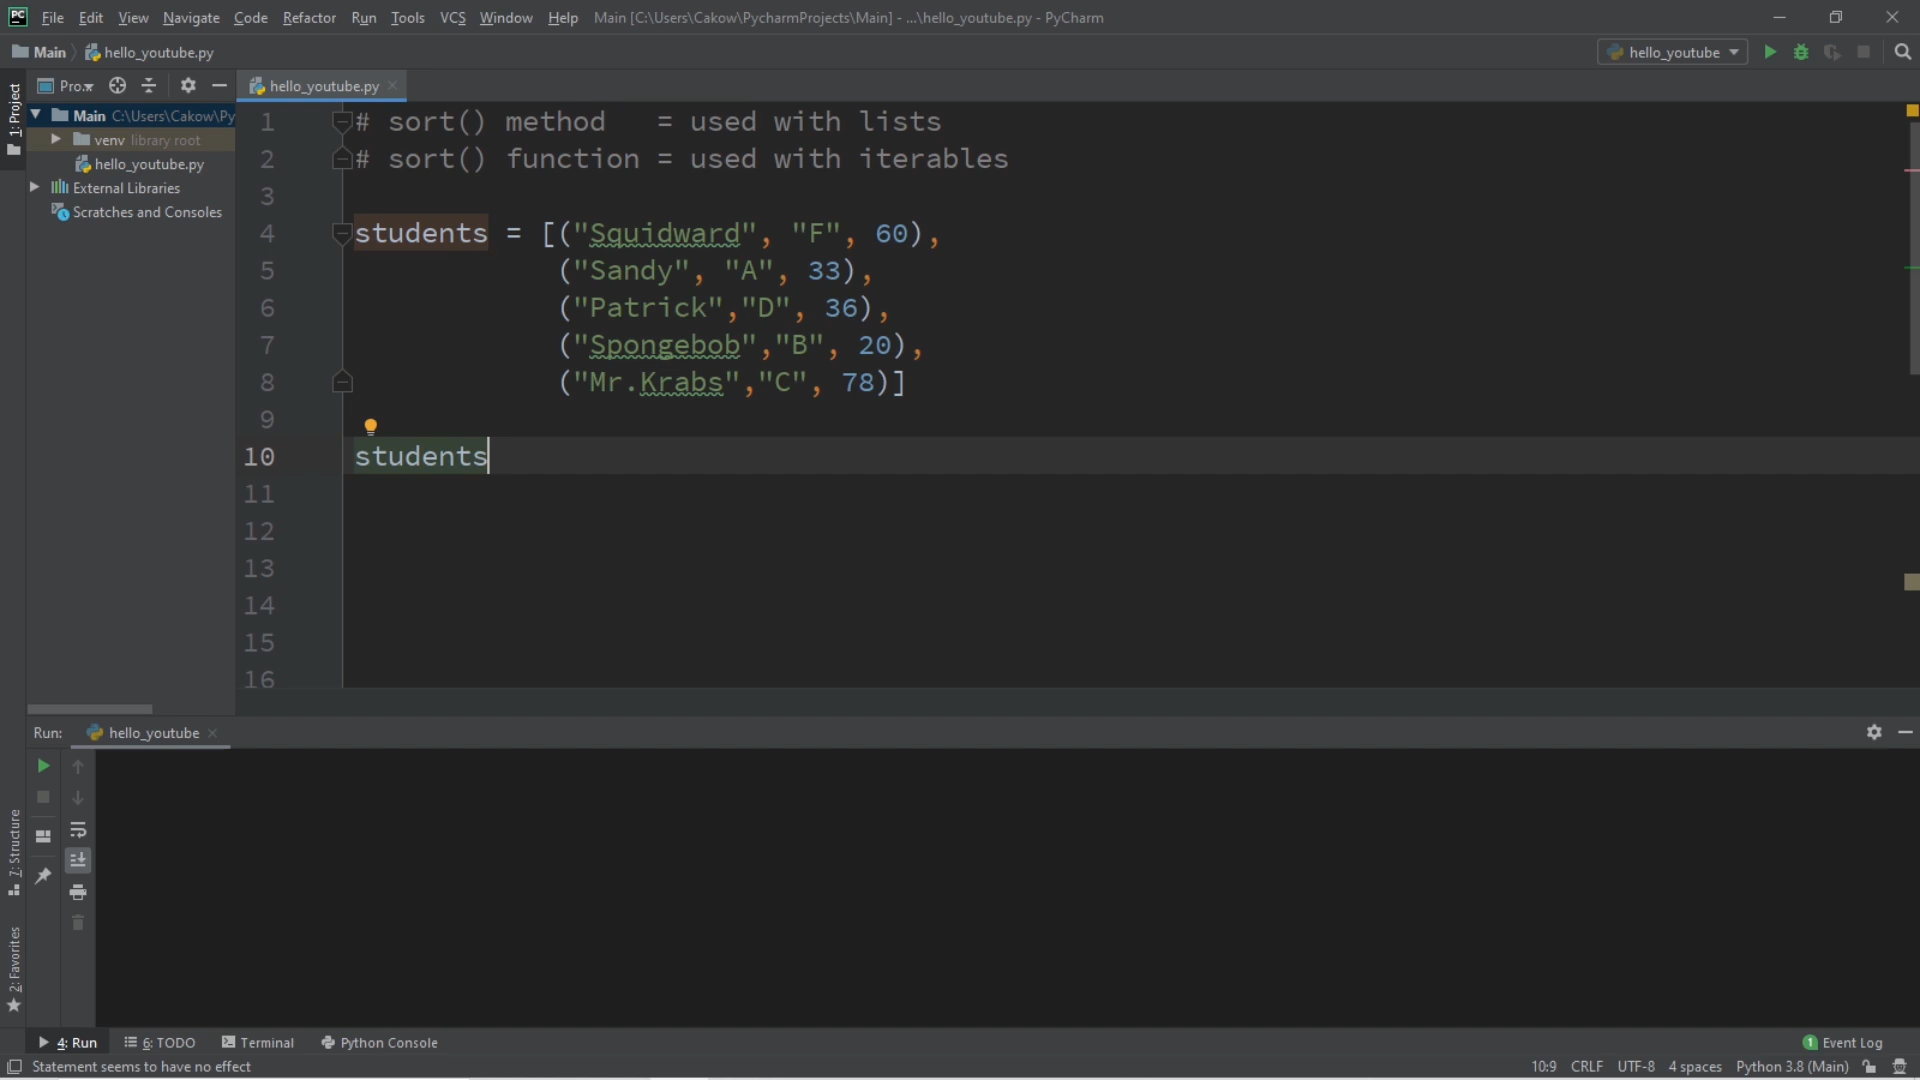 PC File Edit View Navigate Code Refactor Run Tools VCS Window Help Main [C:\Users\Cakow\PycharmProjects\Main] - ...\hello_youtube.py - PyCharm
Main hello_youtube.py hello_youtube
1: Project
Pro... hello_youtube.py
Main C:\Users\Cakow\Py
venv library root
hello_youtube.py
External Libraries
Scratches and Consoles
1 # sort() method   = used with lists
2 # sort() function = used with iterables
3
4 students = [("Squidward", "F", 60),
5             ("Sandy", "A", 33),
6             ("Patrick","D", 36),
7             ("Spongebob","B", 20),
8             ("Mr.Krabs","C", 78)]
9
10 students
11
12
13
14
15
16
Run: hello_youtube
7: Structure
2: Favorites
4: Run 6: TODO Terminal Python Console 1 Event Log
Statement seems to have no effect 10:9 CRLF UTF-8 4 spaces Python 3.8 (Main)